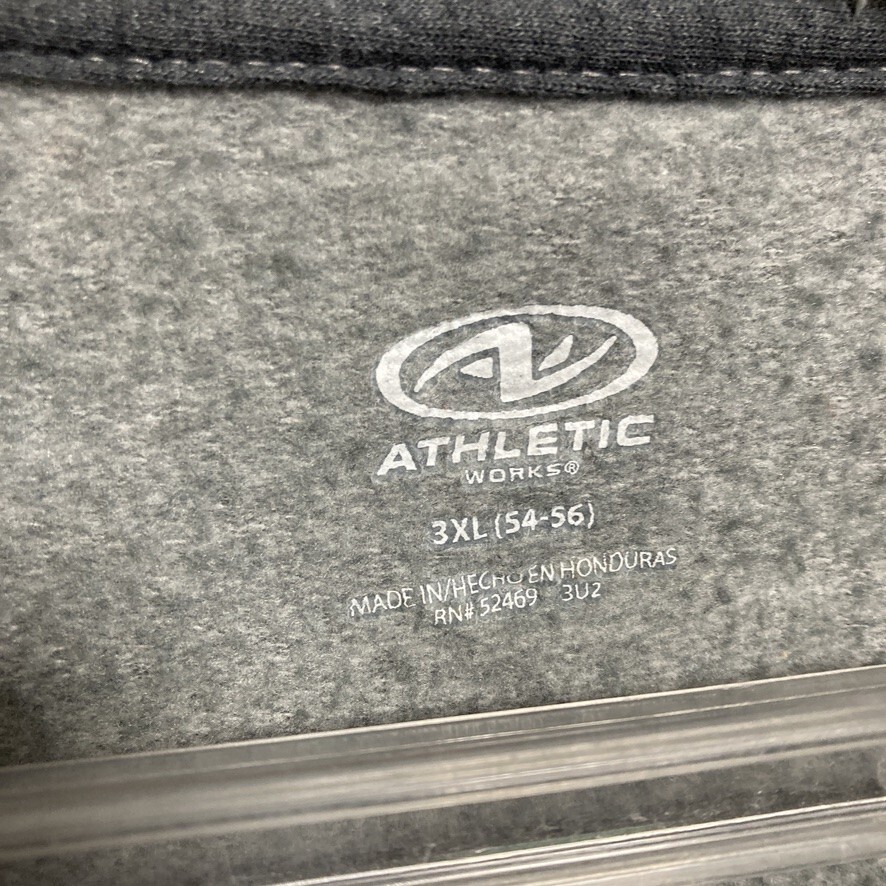 ATHLETIC
WORKS®
3XL (54-56)
MADE IN/HECHO EN HONDURAS
RN# 52469 3U2